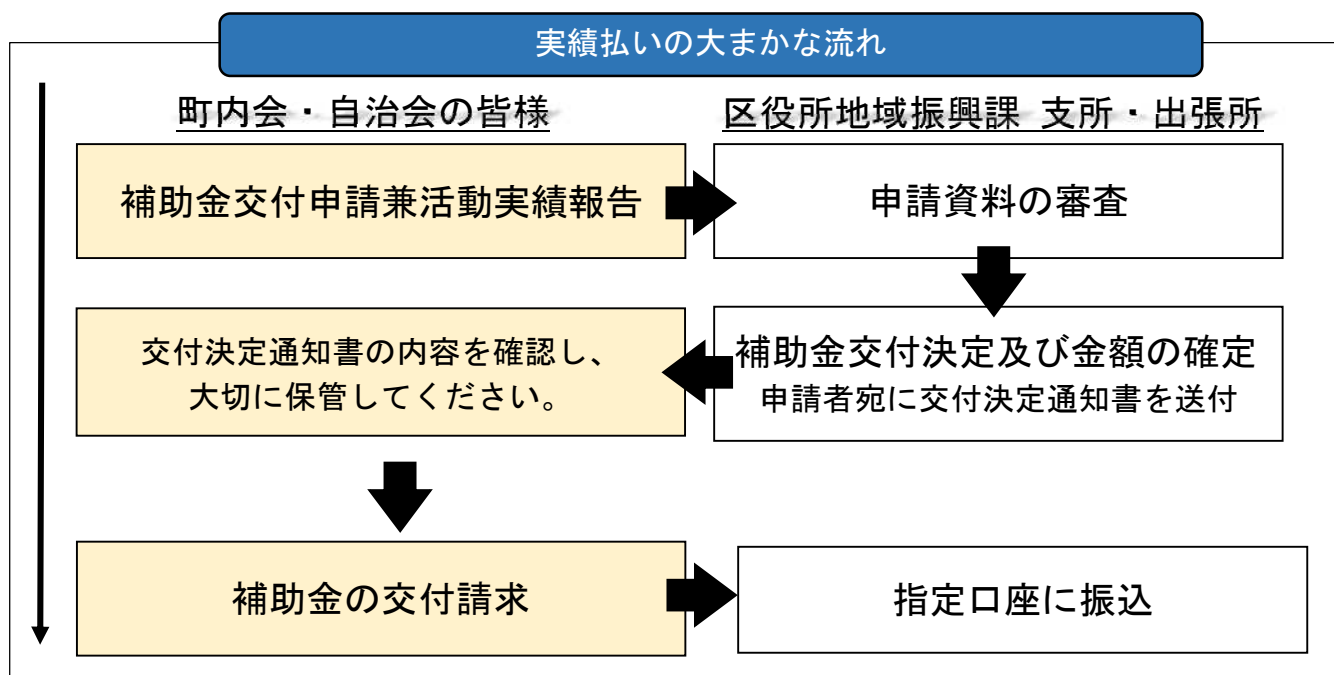 実績払いの大まかな流れ
町内会・自治会の皆様
区役所地域振興課 支所・出張所
補助金交付申請兼活動実績報告
申請資料の審査
補助金交付決定及び金額の確定
申請者宛に交付決定通知書を送付
交付決定通知書の内容を確認し、
大切に保管してください。
補助金の交付請求
指定口座に振込